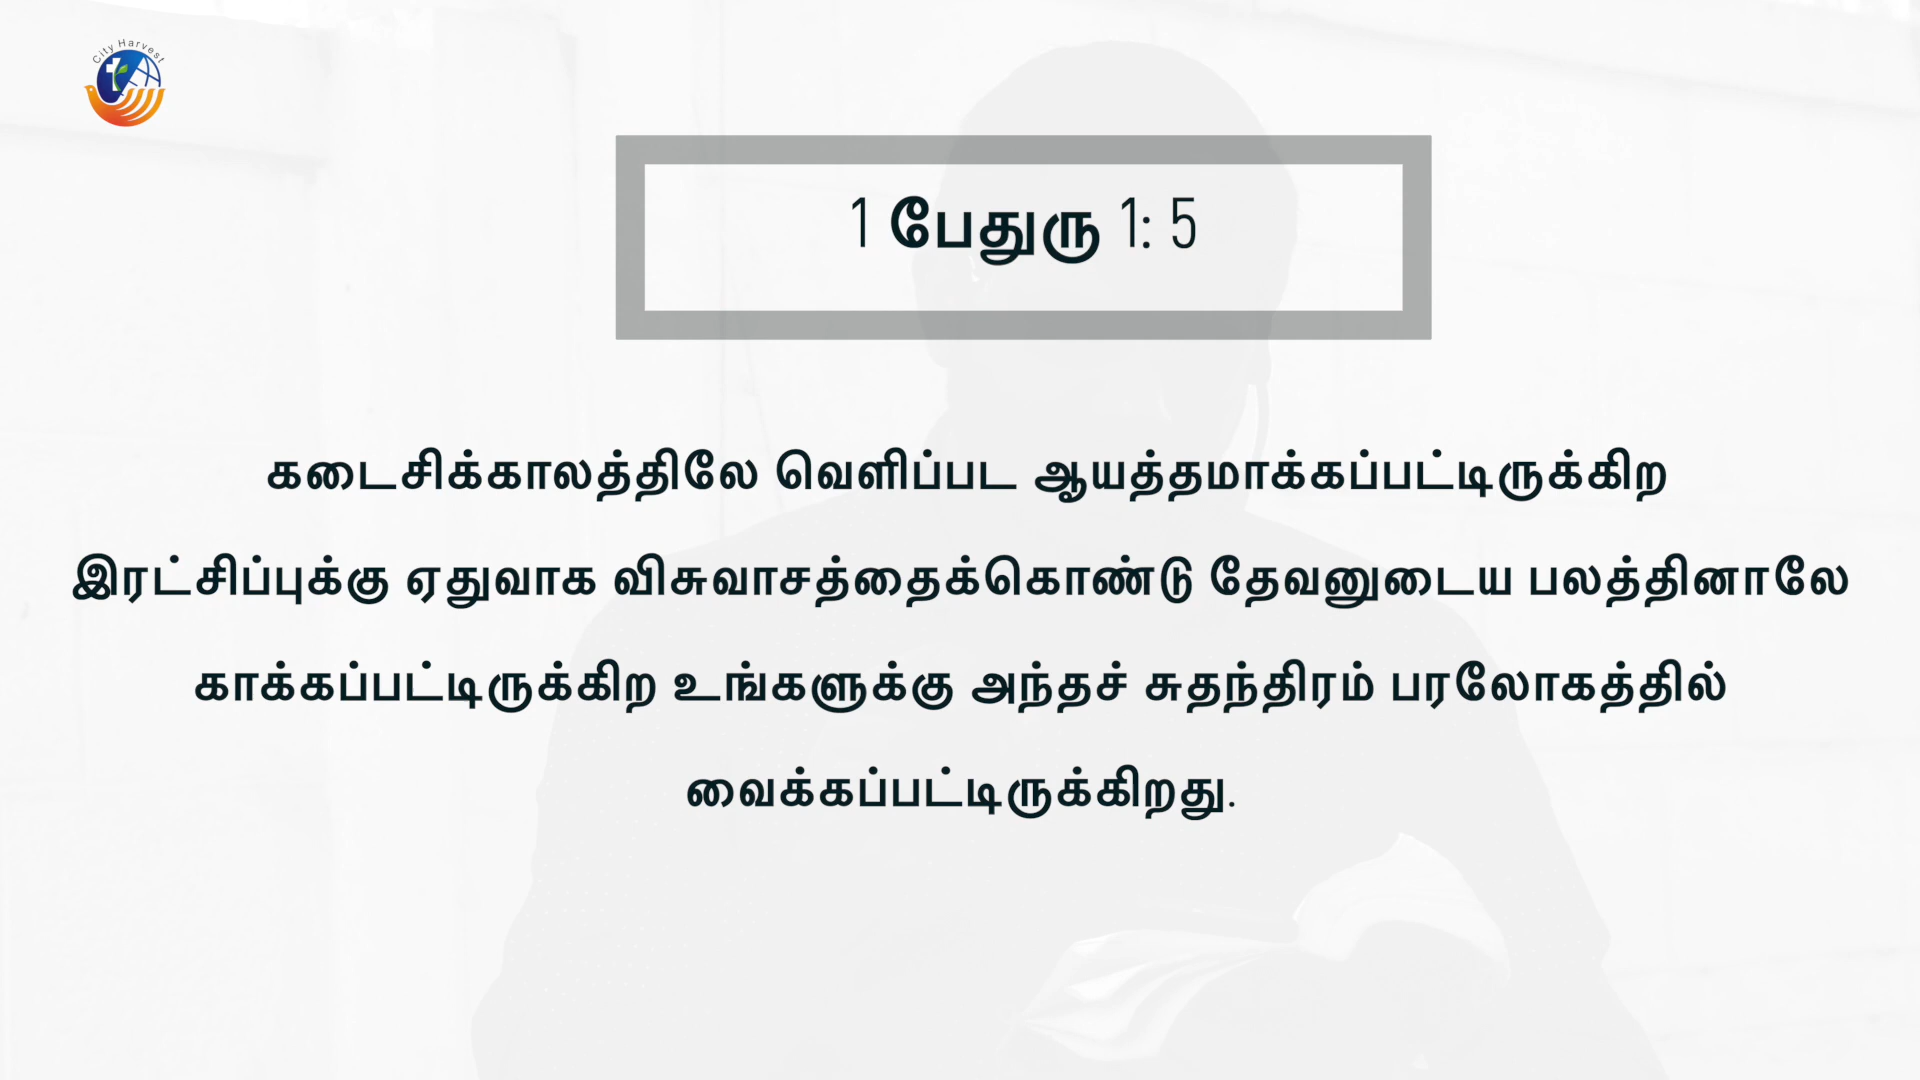 City Harvest
1 பேதுரு 1: 5
கடைசிக்காலத்திலே வெளிப்பட ஆயத்தமாக்கப்பட்டிருக்கிற
இரட்சிப்புக்கு ஏதுவாக விசுவாசத்தைக்கொண்டு தேவனுடைய பலத்தினாலே
காக்கப்பட்டிருக்கிற உங்களுக்கு அந்தச் சுதந்திரம் பரலோகத்தில்
வைக்கப்பட்டிருக்கிறது.